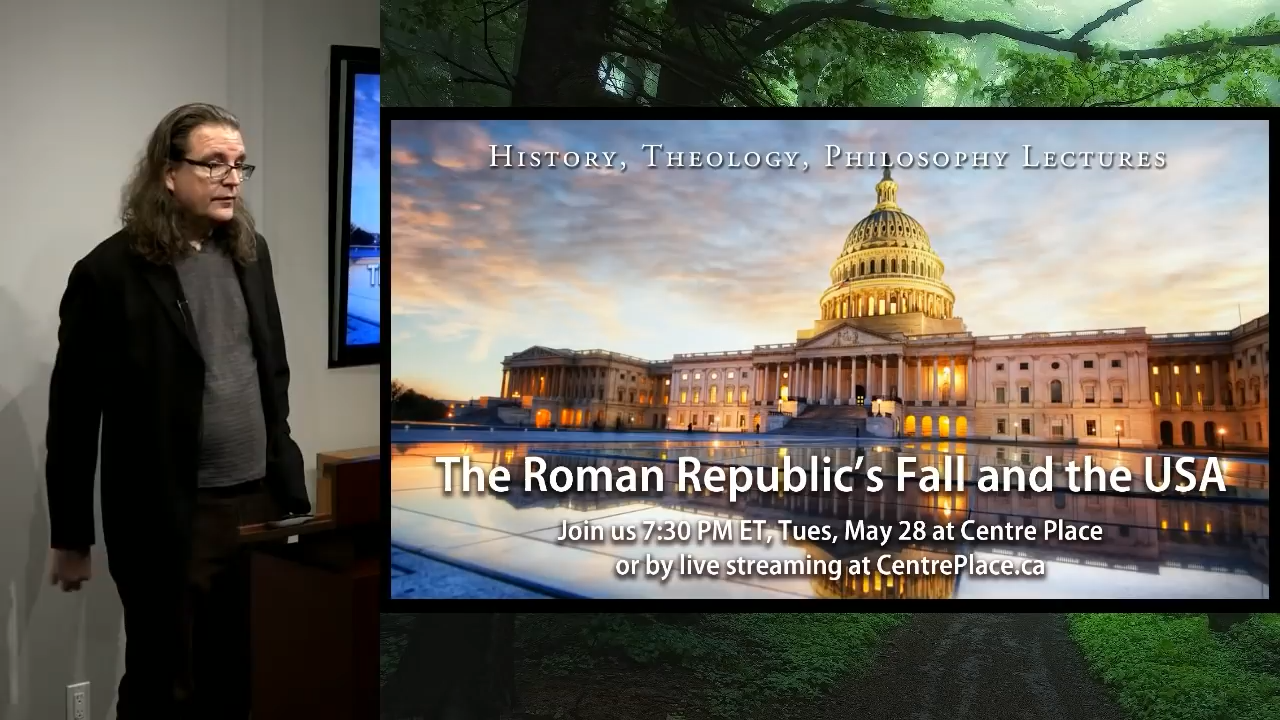 History, Theology, Philosophy Lectures
The Roman Republic’s Fall and the USA
Join us 7:30 PM ET, Tues, May 28 at Centre Place
or by live streaming at CentrePlace.ca